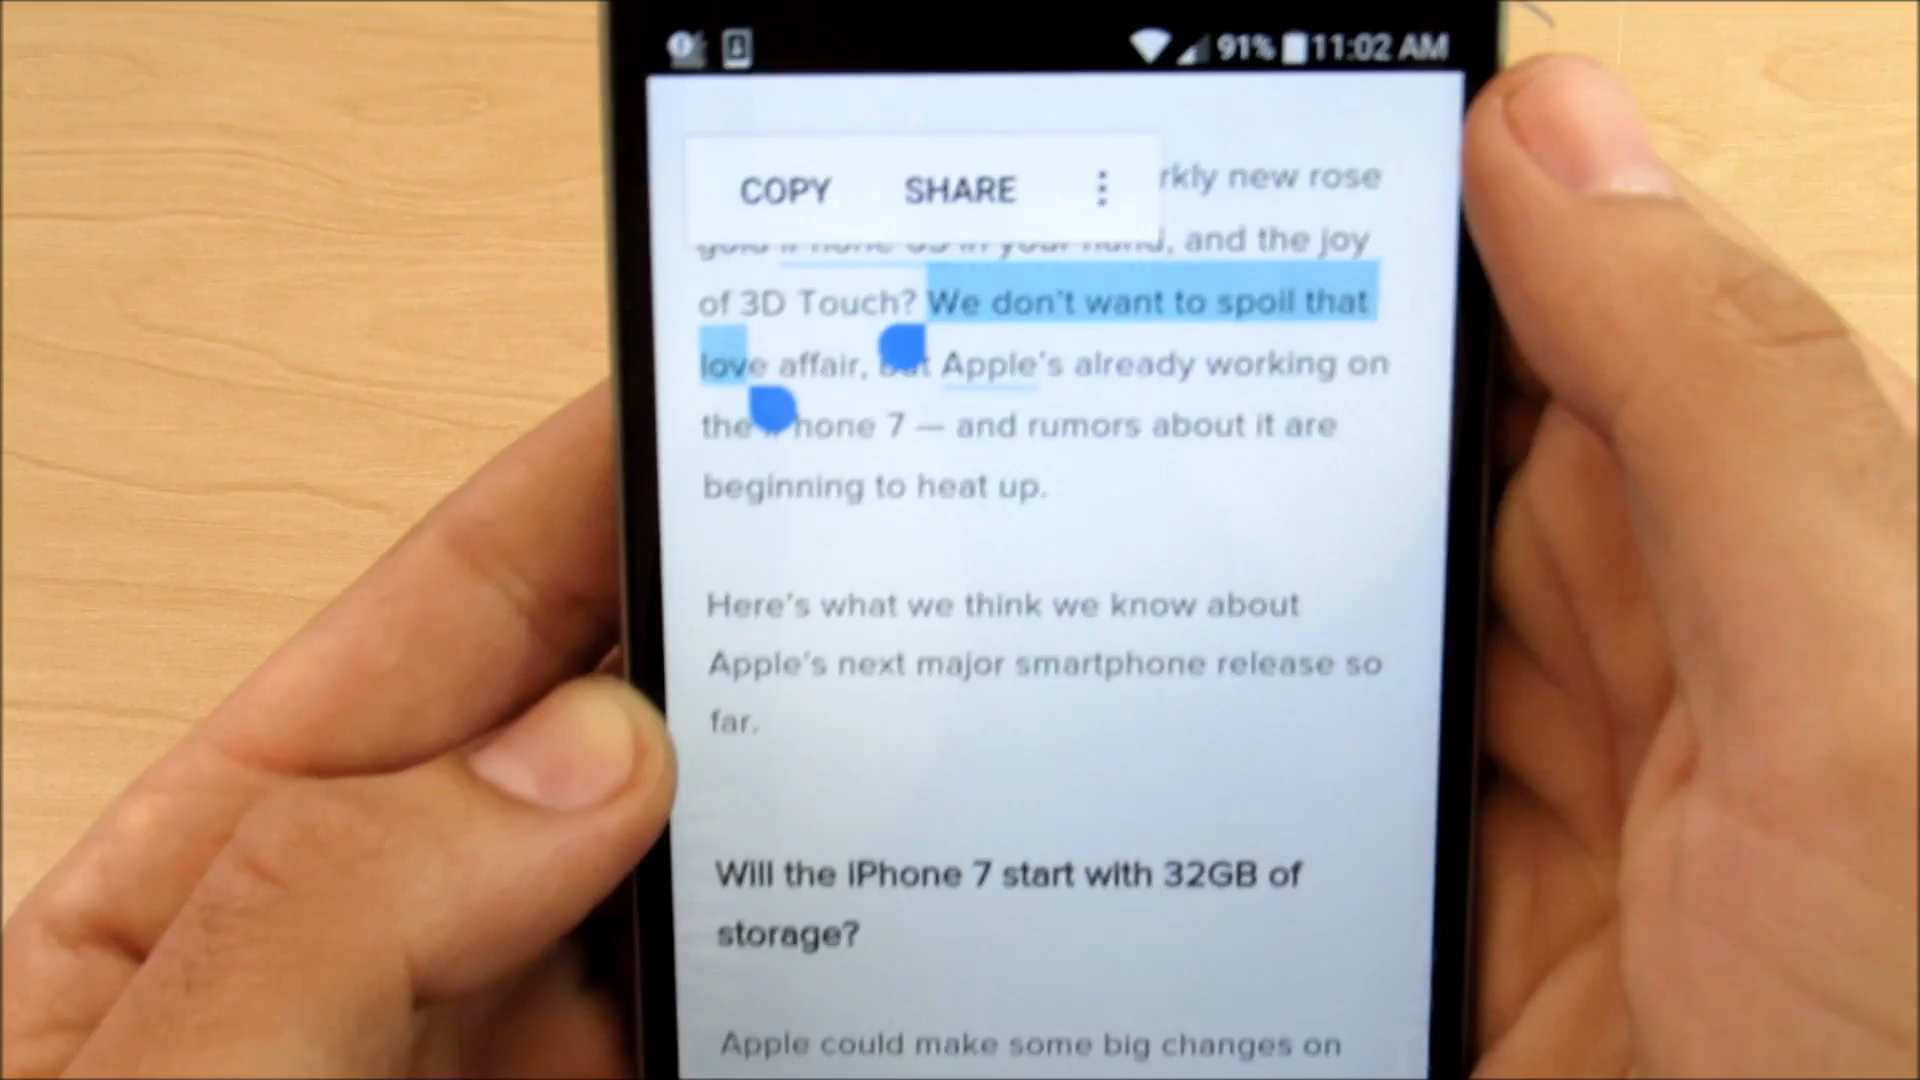 91% 11:02 AM
COPY SHARE
rkly new rose
, and the joy
of 3D Touch? We don't want to spoil that
love affair, Apple's already working on
the hone 7 — and rumors about it are
beginning to heat up.
Here's what we think we know about
Apple's next major smartphone release so
far.
Will the iPhone 7 start with 32GB of
storage?
Apple could make some big changes on